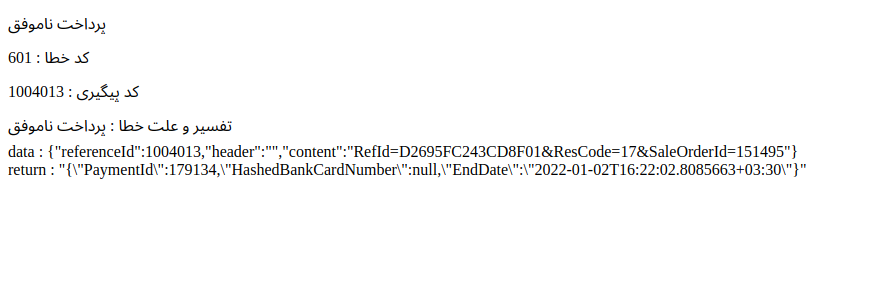 پرداخت ناموفق
کد خطا : 601
کد پیگیری : 1004013
تفسیر و علت خطا : پرداخت ناموفق
data : {"referenceId":1004013,"header":"","content":"RefId=D2695FC243CD8F01&ResCode=17&SaleOrderId=151495"}
return : "{\"PaymentId\":179134,\"HashedBankCardNumber\":null,\"EndDate\":\"2022-01-02T16:22:02.8085663+03:30\"}"